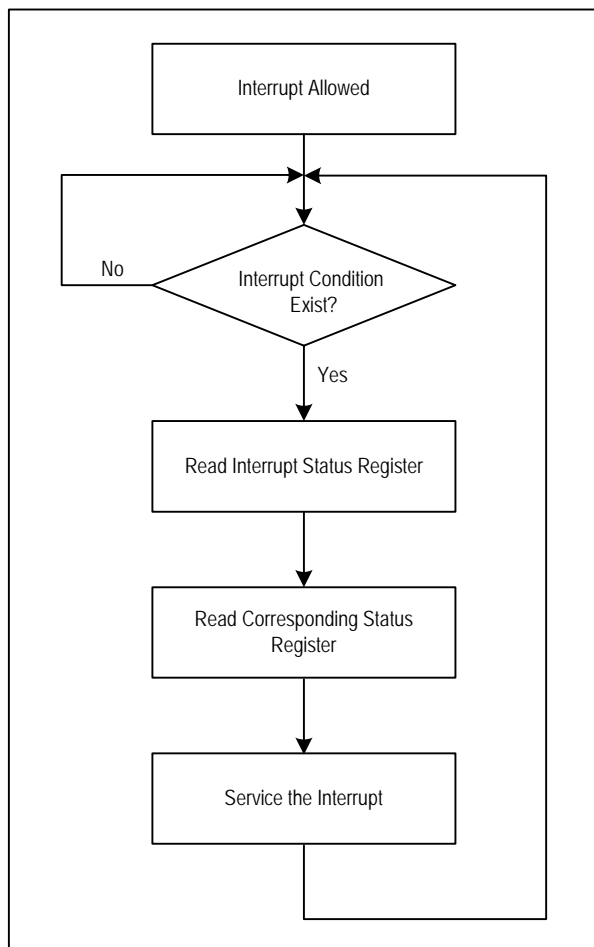 Interrupt Allowed
No
Interrupt Condition
Exist?
Yes
Read Interrupt Status Register
Read Corresponding Status
Register
Service the Interrupt